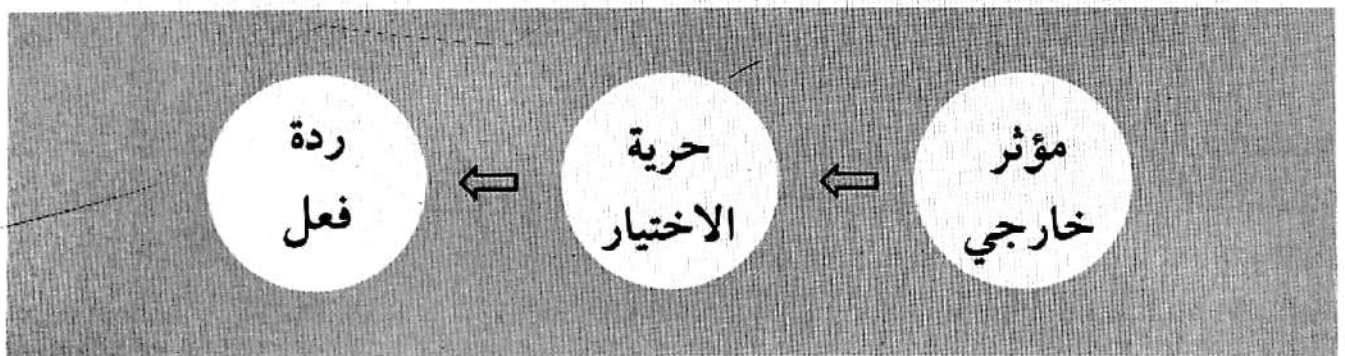 مؤثر
خارجي
حرية
الاختيار
ردة
فعل